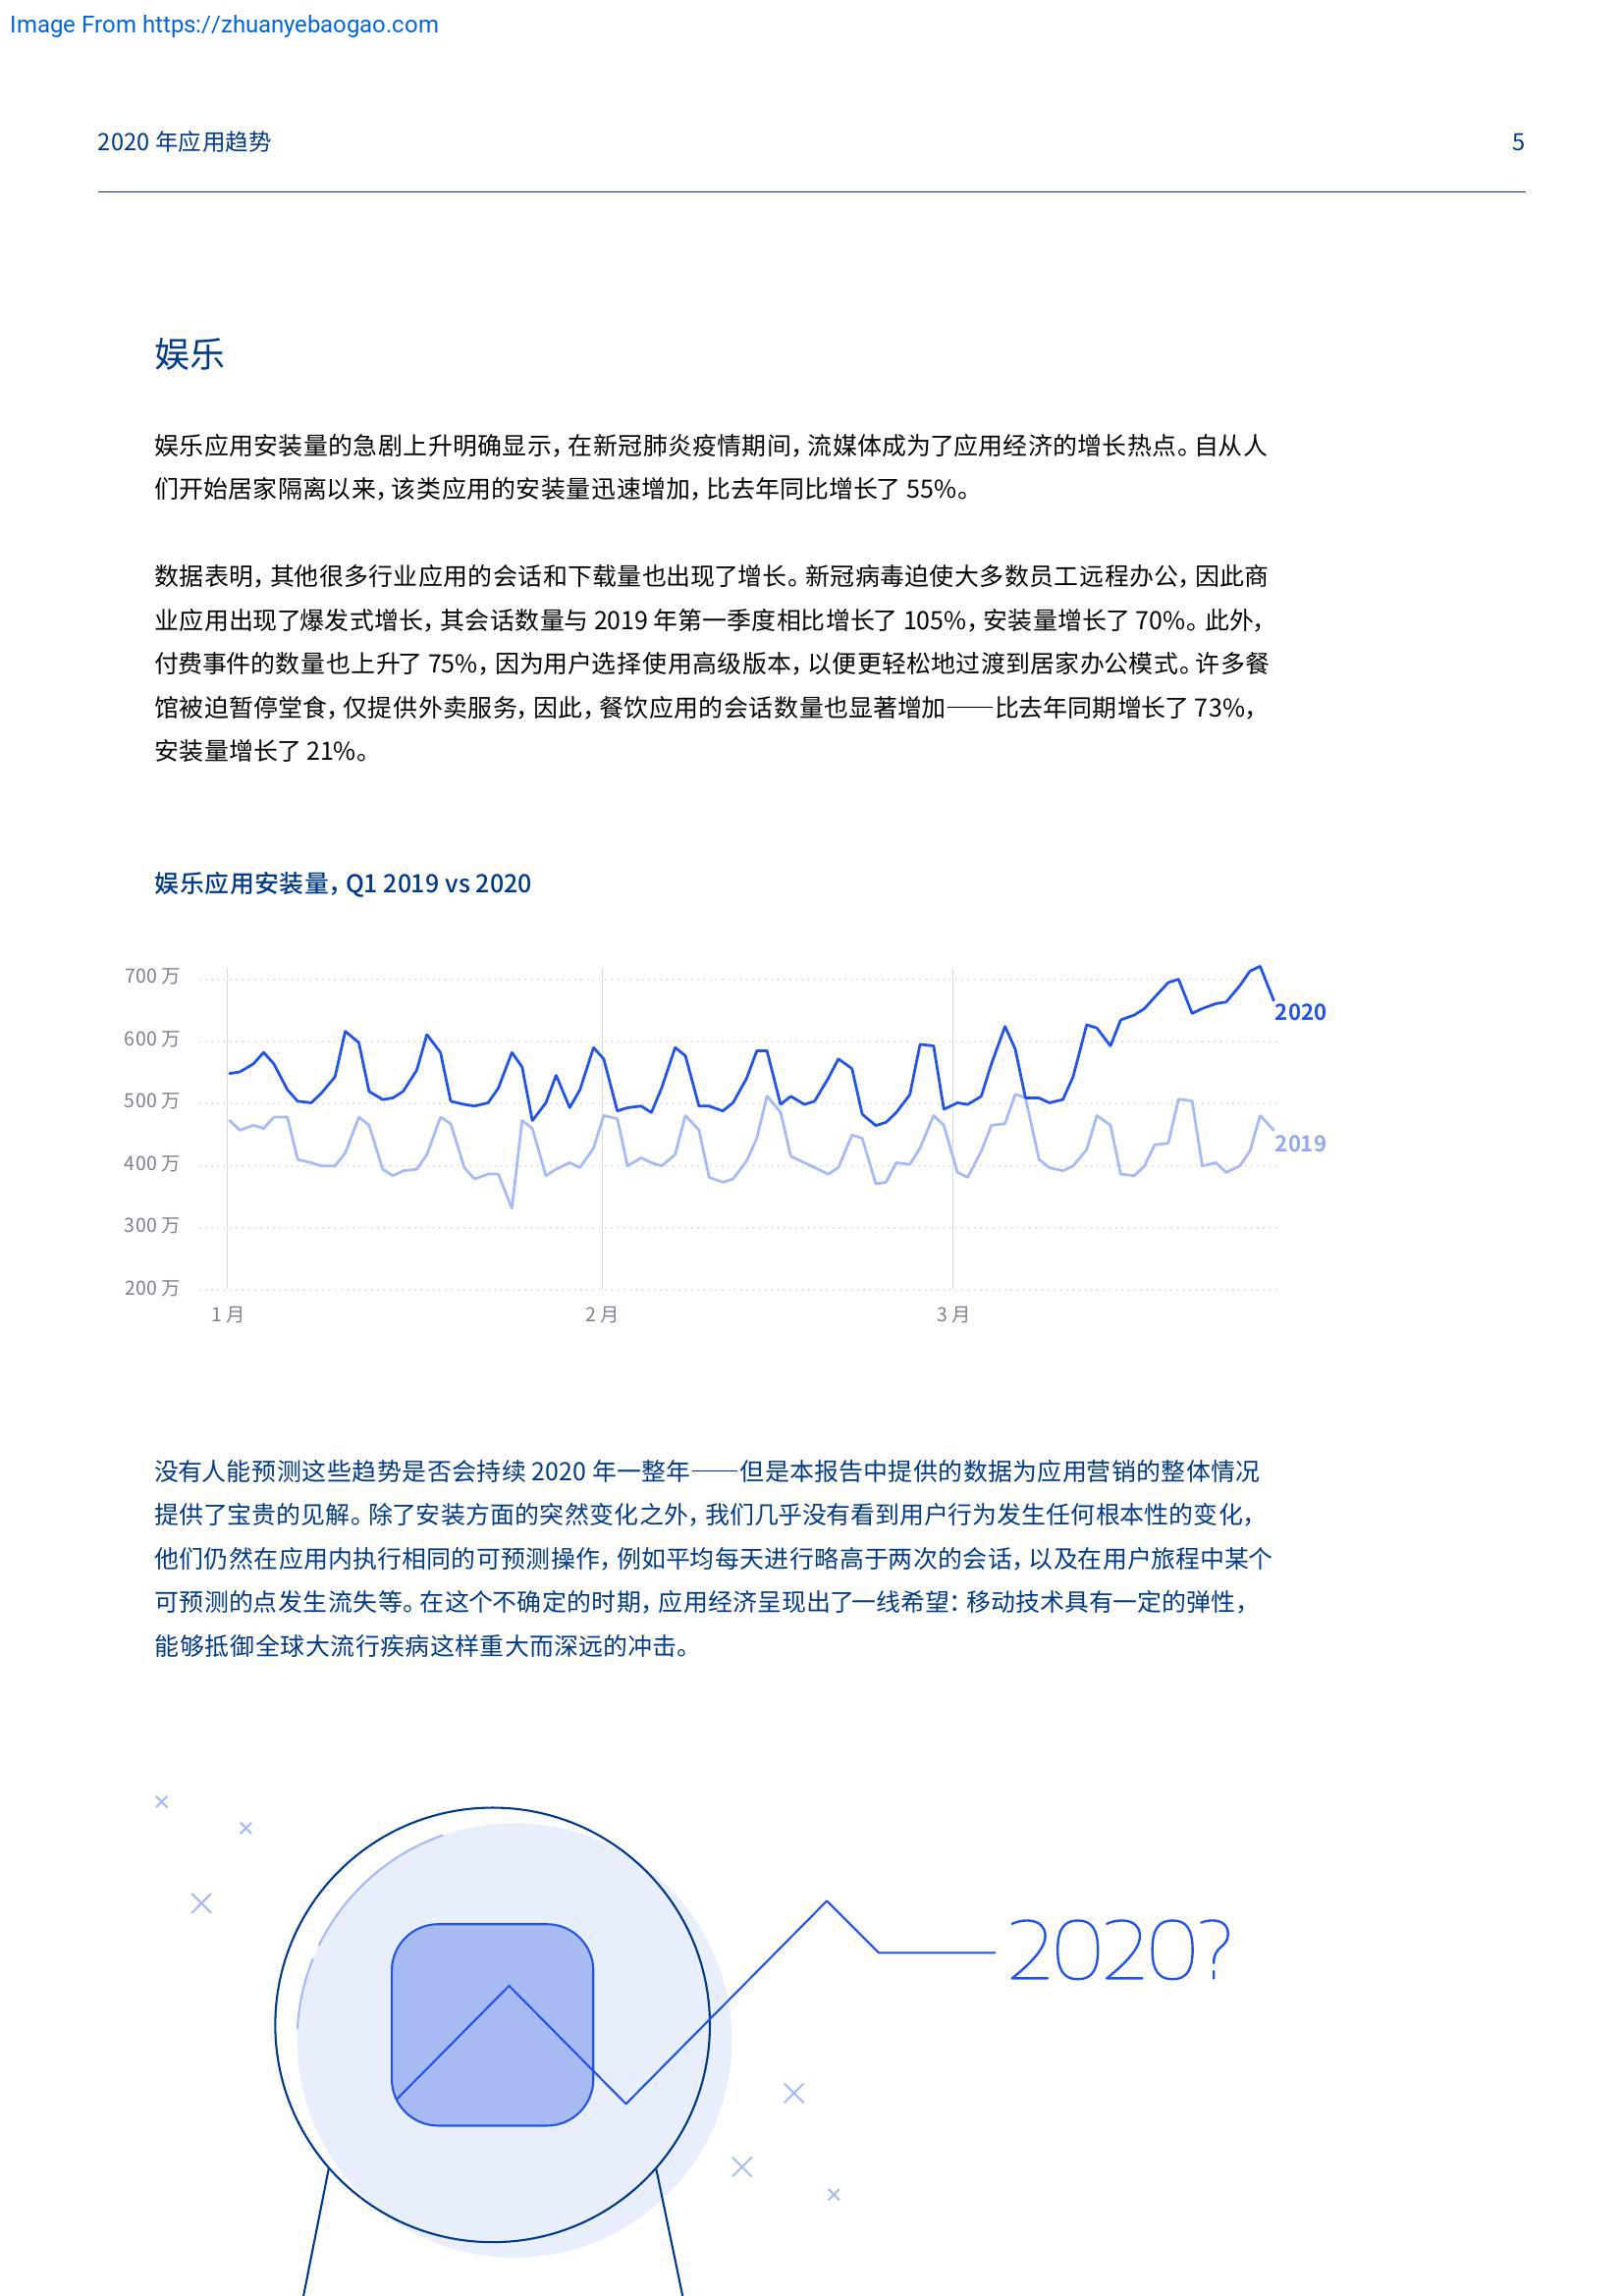 Image From https://zhuanyebaogao.com
2020 年应用趋势
5
娱乐
娱乐应用安装量的急剧上升明确显示，在新冠肺炎疫情期间，流媒体成为了应用经济的增长热点。自从人
们开始居家隔离以来，该类应用的安装量迅速增加，比去年同比增长了 55%。
数据表明，其他很多行业应用的会话和下载量也出现了增长。新冠病毒迫使大多数员工远程办公，因此商
业应用出现了爆发式增长，其会话数量与 2019 年第一季度相比增长了 105%，安装量增长了 70%。此外，
付费事件的数量也上升了 75%，因为用户选择使用高级版本，以便更轻松地过渡到居家办公模式。许多餐
馆被迫暂停堂食，仅提供外卖服务，因此，餐饮应用的会话数量也显著增加——比去年同期增长了 73%，
安装量增长了 21%。
娱乐应用安装量，Q1 2019 vs 2020
700 万
600 万
500 万
400 万
300 万
200 万
2020
2019
1 月
2 月
3 月
没有人能预测这些趋势是否会持续 2020 年一整年——但是本报告中提供的数据为应用营销的整体情况
提供了宝贵的见解。除了安装方面的突然变化之外，我们几乎没有看到用户行为发生任何根本性的变化，
他们仍然在应用内执行相同的可预测操作，例如平均每天进行略高于两次的会话，以及在用户旅程中某个
可预测的点发生流失等。在这个不确定的时期，应用经济呈现出了一线希望：移动技术具有一定的弹性，
能够抵御全球大流行疾病这样重大而深远的冲击。
2020?